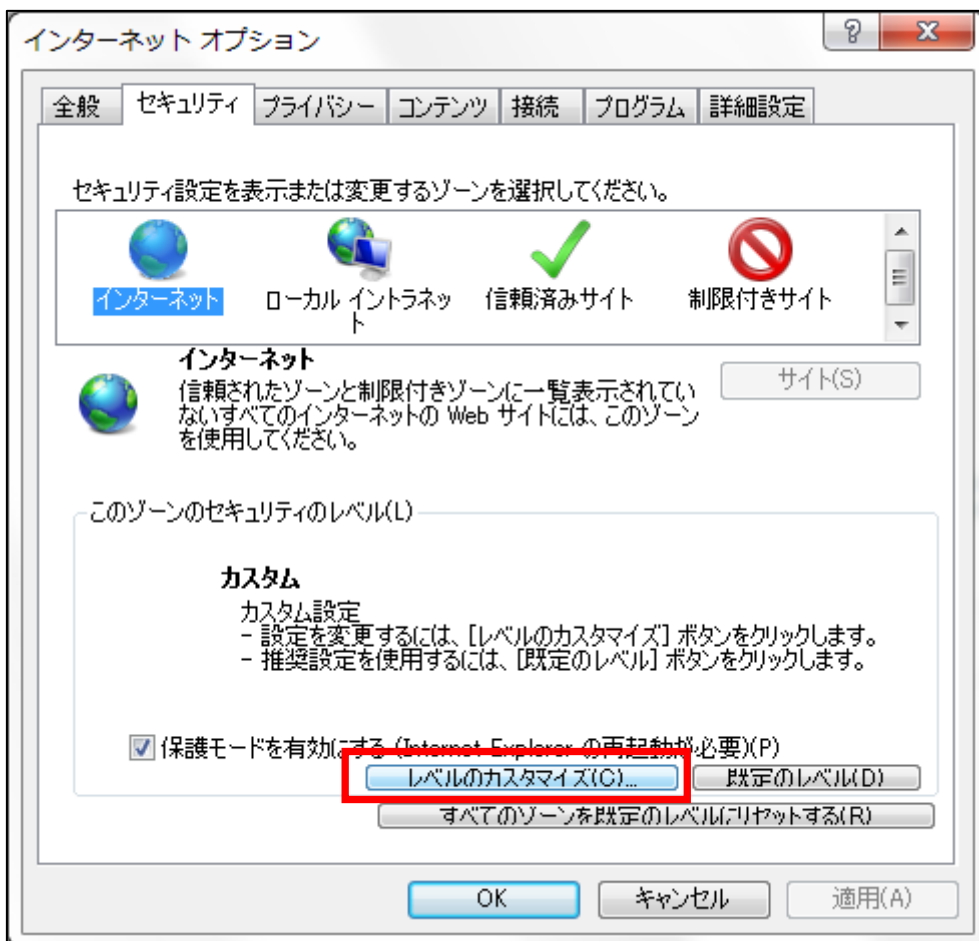 インターネット オプション
全般 セキュリティ プライバシー コンテンツ 接続 プログラム 詳細設定
セキュリティ設定を表示または変更するゾーンを選択してください。
インターネット ローカル イントラネッ 信頼済みサイト 制限付きサイト
ト
インターネット
サイト(S)
信頼されたゾーンと制限付きゾーンに一覧表示されてい
ないすべてのインターネットの Web サイトには、このゾーン
を使用してください。
このゾーンのセキュリティのレベル(L)
カスタム
カスタム設定
- 設定を変更するには、[レベルのカスタマイズ] ボタンをクリックします。
- 推奨設定を使用するには、[既定のレベル] ボタンをクリックします。
保護モードを有効にする (Internet Explorer の再起動が必要)(P)
レベルのカスタマイズ(C)... 既定のレベル(D)
すべてのゾーンを既定のレベルにリセットする(R)
OK キャンセル 適用(A)